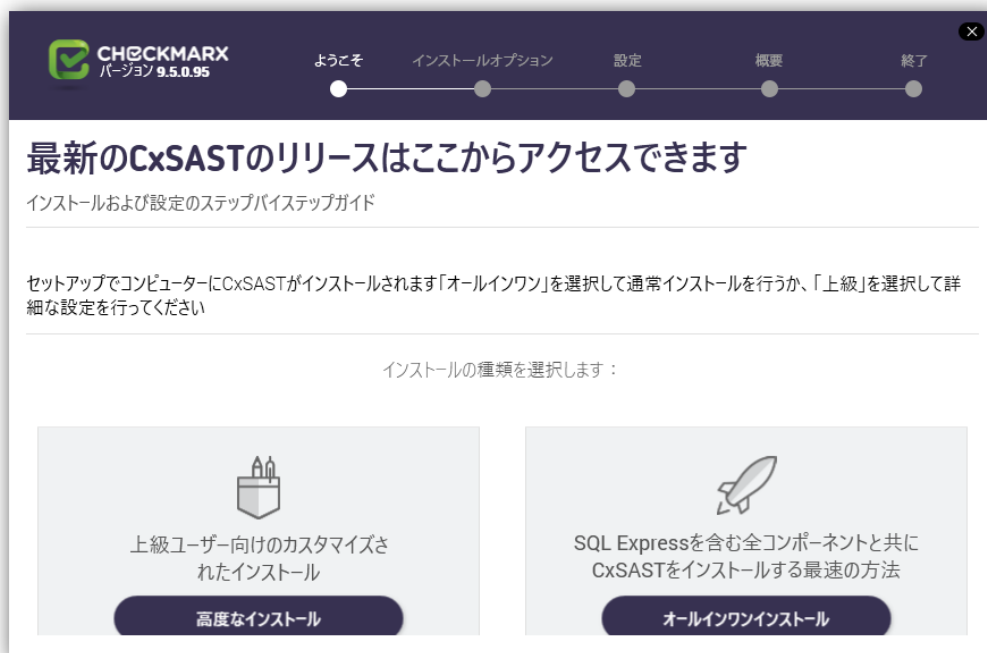 CHECKMARX
バージョン 9.5.0.95
ようこそ
インストールオプション
設定
概要
終了
最新のCxSASTのリリースはここからアクセスできます
インストールおよび設定のステップバイステップガイド
セットアップでコンピューターにCxSASTがインストールされます「オールインワン」を選択して通常インストールを行うか、「上級」を選択して詳
細な設定を行ってください
インストールの種類を選択します：
上級ユーザー向けのカスタマイズさ
れたインストール
高度なインストール
SQL Expressを含む全コンポーネントと共に
CxSASTをインストールする最速の方法
オールインワンインストール